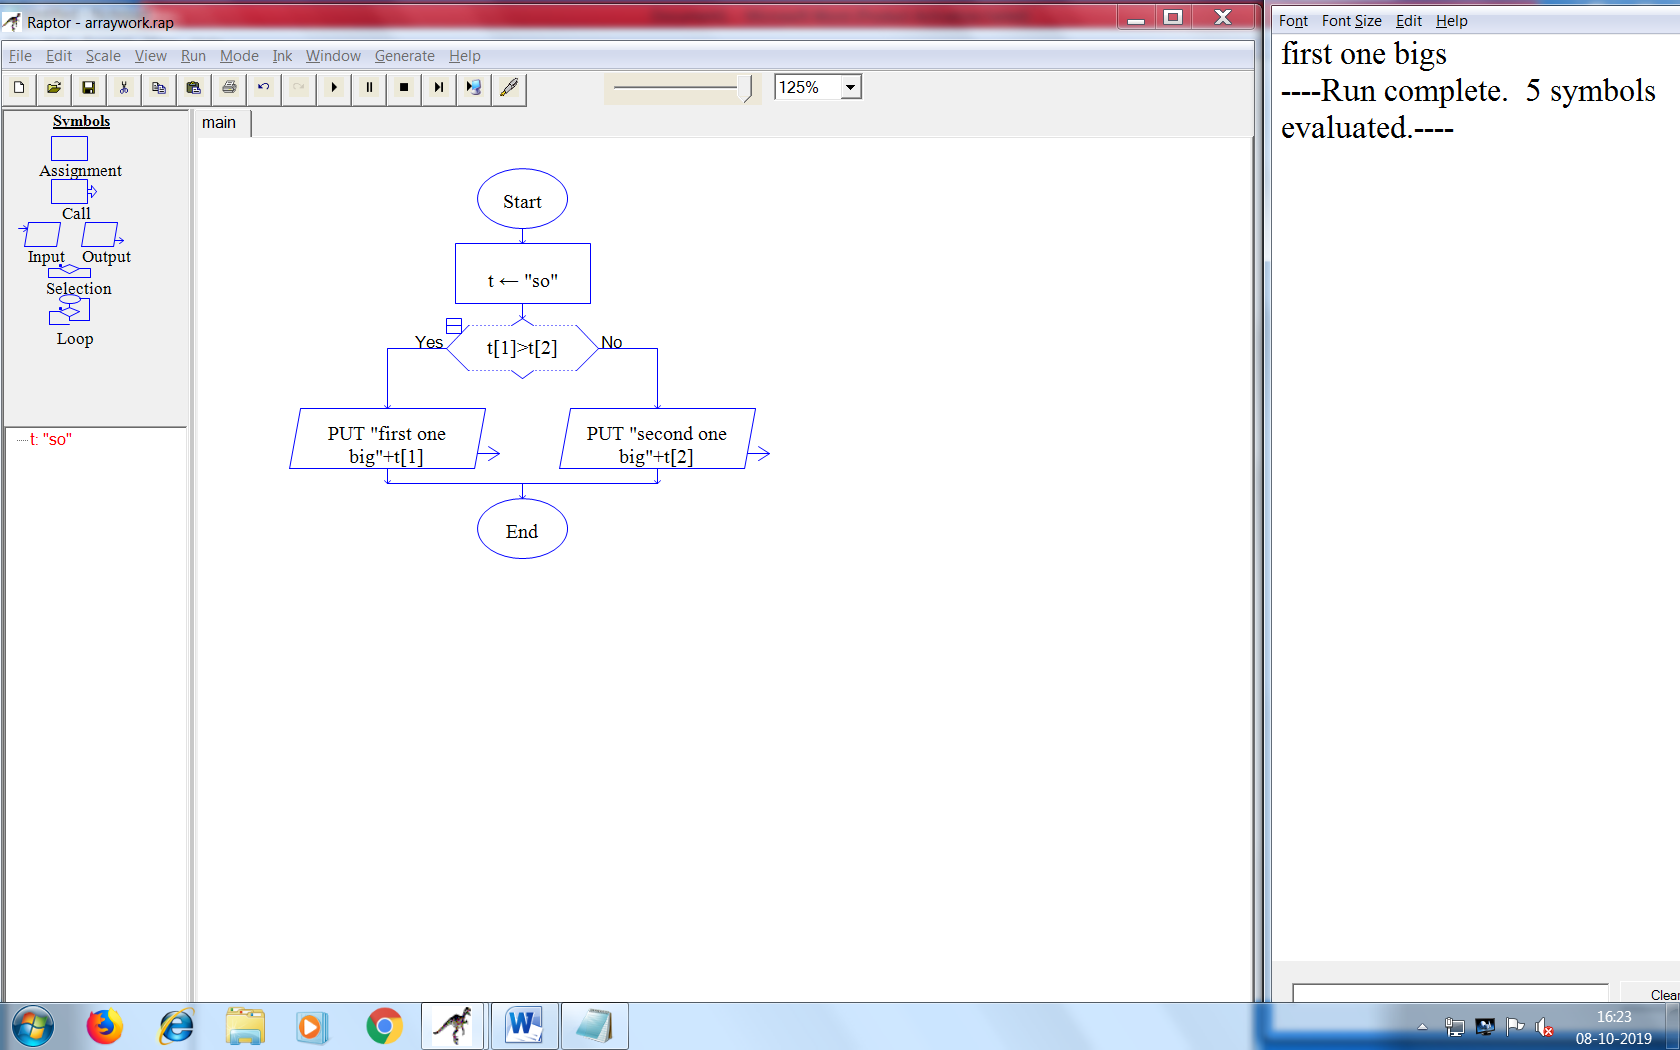 Raptor - arraywork.rap
File Edit Scale View Run Mode Ink Window Generate Help
125%
Symbols
Assignment
Call
Input Output
Selection
Loop
t: "so"
main
Start
t ← "so"
Yes t[1]>t[2] No
PUT "first one
big"+t[1]
PUT "second one
big"+t[2]
End
Font Font Size Edit Help
first one bigs
----Run complete.  5 symbols
evaluated.----
Clear
16:23
08-10-2019